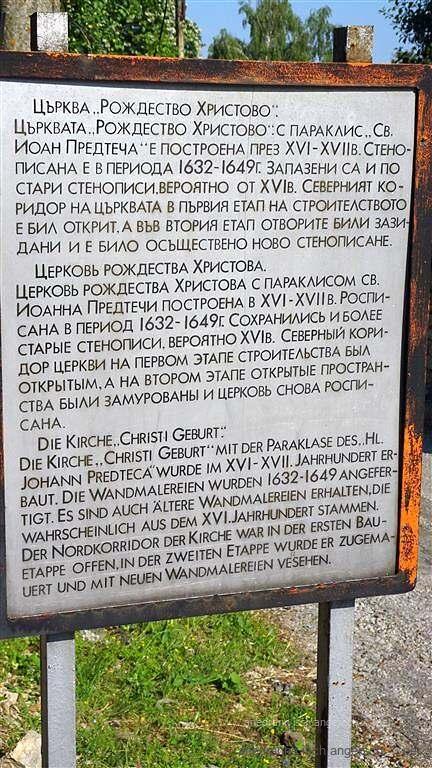 Църква „Рождество Христово“:
Църквата „Рождество Христово“: с параклис „Св.
Иоан Предтеча“ е построена през XVI-XVIIв. Стено-
писана е в периода 1632-1649г. Запазени са и по
стари стенописи, вероятно от XVIв. Северният ко-
ридор на църквата в първия етап на строителството
е бил открит, а във втория етап отворите били зази-
дани и е било осъществено ново стенописане.
Церковь рождества Христова.
Церковь рождества Христова с параклисом св.
Иоанна Предтечи построена в XVI-XVIIв. Роспи-
сана в период 1632-1649г. Сохранились и более
старые стенописи, вероятно XVIв. Северный кори-
дор церкви на первом этапе строительства был
открытым, а на втором этапе открытые простран-
ства были замурованы и церковь снова роспи-
сана.
Die Kirche „Christi Geburt“:
Die Kirche „Christi Geburt“ mit der Paraklase des „Hl.
Johann Predteca“ wurde im XVI-XVII. Jahrhundert er-
baut. Die Wandmalereien wurden 1632-1649 angefer-
tigt. Es sind auch ältere Wandmalereien erhalten, die
wahrscheinlich aus dem XVI. Jahrhundert stammen.
Der Nordkorridor der Kirche war in der ersten Bau-
etappe offen, in der zweiten Etappe wurde er zugema-
uert und mit neuen Wandmalereien vesehen.